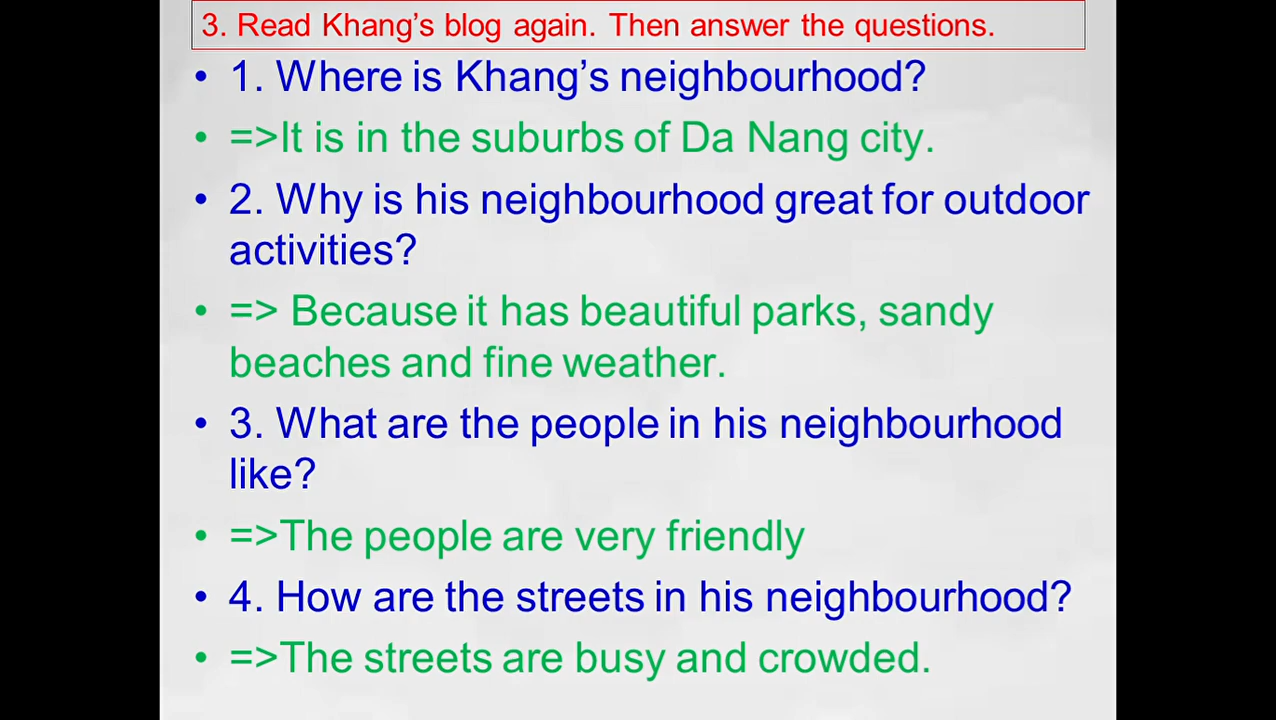 3. Read Khang's blog again. Then answer the questions.
• 1. Where is Khang's neighbourhood?
• =>It is in the suburbs of Da Nang city.
• 2. Why is his neighbourhood great for outdoor
activities?
• => Because it has beautiful parks, sandy
beaches and fine weather.
• 3. What are the people in his neighbourhood
like?
• =>The people are very friendly
• 4. How are the streets in his neighbourhood?
• =>The streets are busy and crowded.